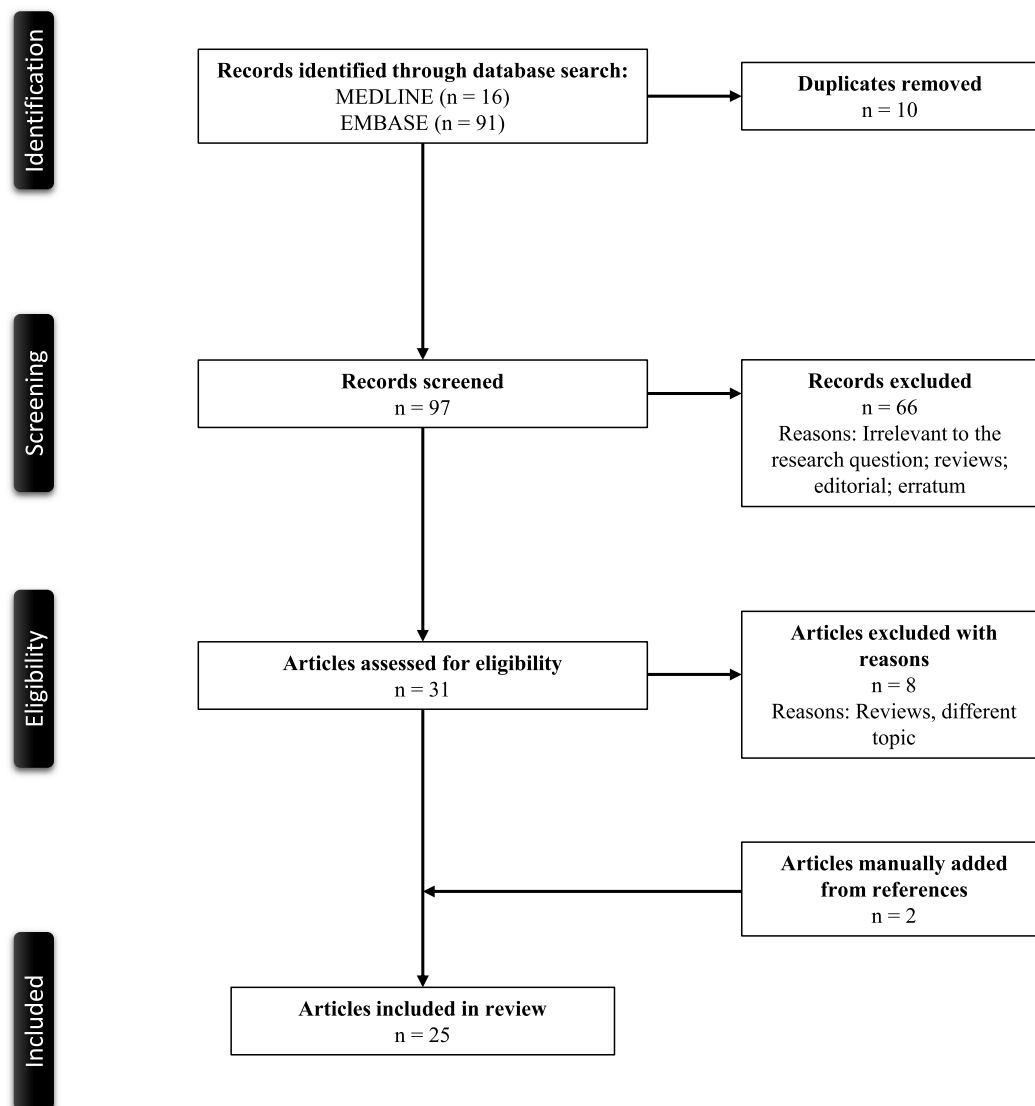 Identification
Records identified through database search:
MEDLINE (n = 16)
EMBASE (n = 91)
Duplicates removed
n = 10
Screening
Records screened
n = 97
Records excluded
n = 66
Reasons: Irrelevant to the
research question; reviews;
editorial; erratum
Eligibility
Articles assessed for eligibility
n = 31
Articles excluded with
reasons
n = 8
Reasons: Reviews, different
topic
Articles manually added
from references
n = 2
Included
Articles included in review
n = 25